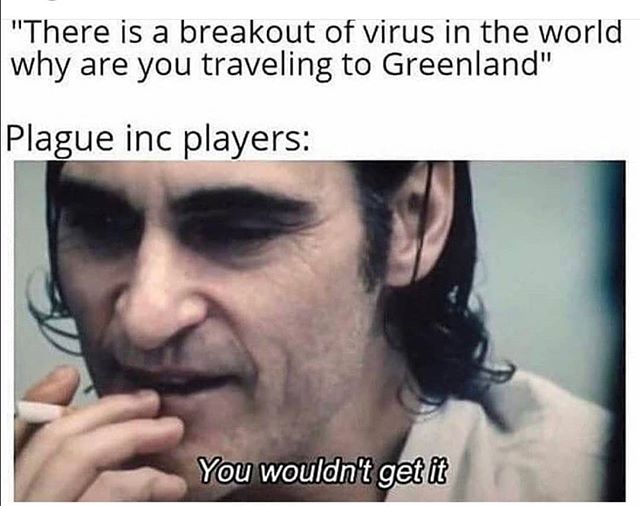 "There is a breakout of virus in the world
why are you traveling to Greenland"
Plague inc players:
You wouldn't get it